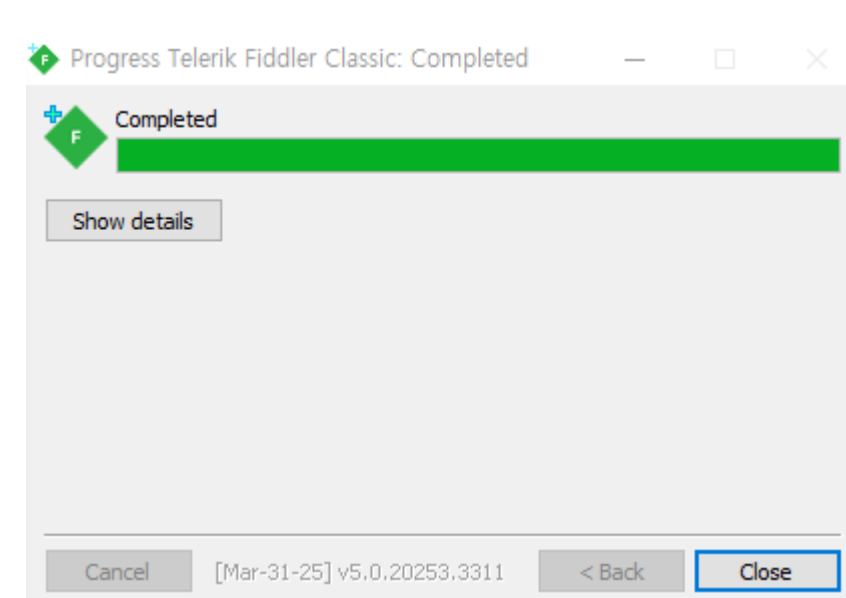 Progress Telerik Fiddler Classic: Completed
F
Completed
F
Show details
Cancel
[Mar-31-25] v5.0.20253.3311
< Back
Close